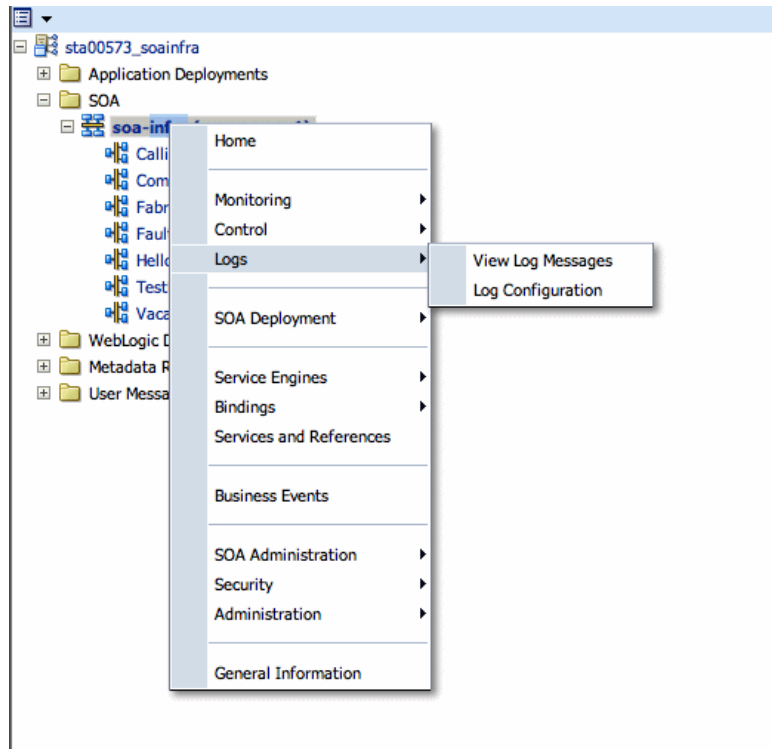 sta00573_soainfra
Application Deployments
SOA
soa-inf
Calli
Com
Fabr
Faul
Hello
Test
Vaca
WebLogic D
Metadata R
User Messa
Home
Monitoring
Control
Logs
View Log Messages
Log Configuration
SOA Deployment
Service Engines
Bindings
Services and References
Business Events
SOA Administration
Security
Administration
General Information